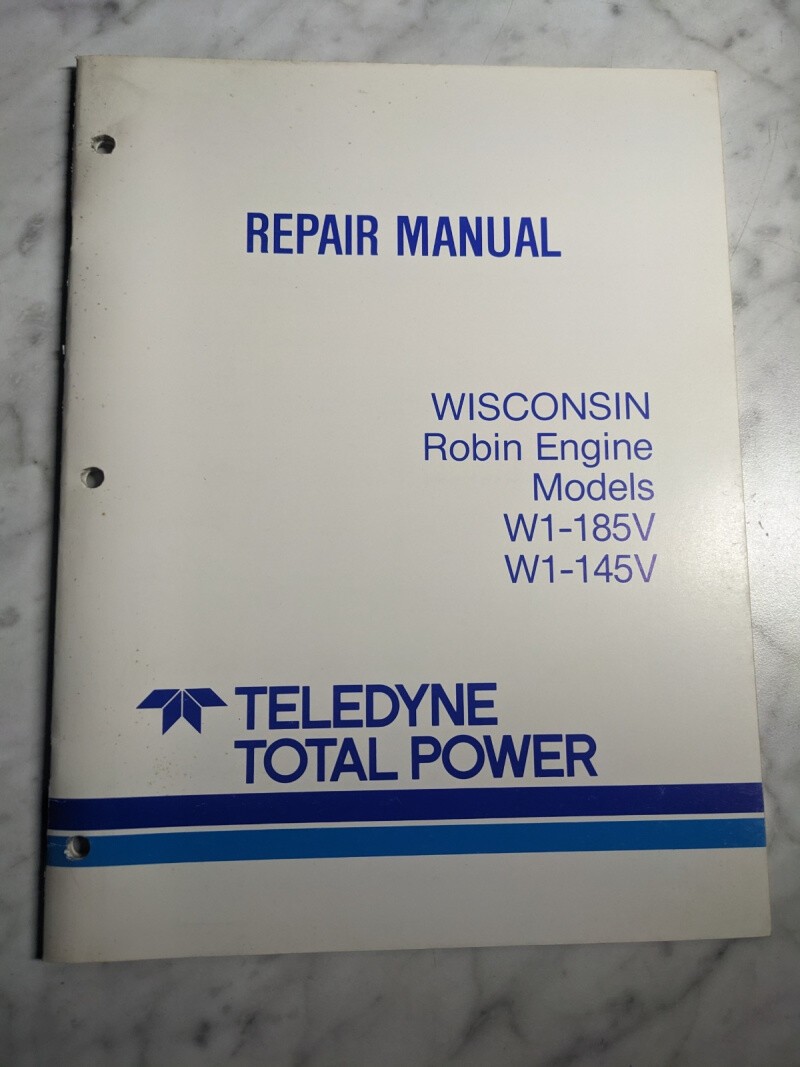 REPAIR MANUAL
WISCONSIN
Robin Engine
Models
W1-185V
W1-145V
TELEDYNE
TOTAL POWER